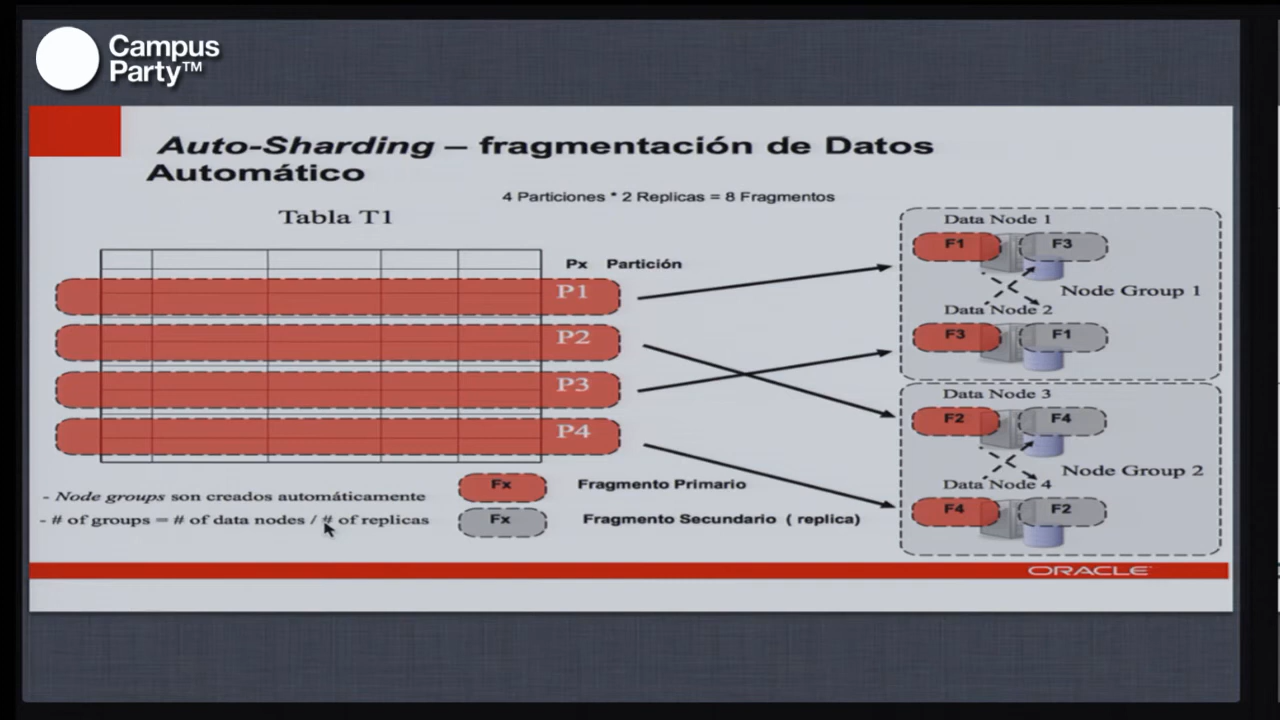 Campus
Party™
Auto-Sharding – fragmentación de Datos
Automático
4 Particiones * 2 Replicas = 8 Fragmentos
Tabla T1
Px Partición
P1
P2
P3
P4
Data Node 1
F1
F3
Node Group 1
Data Node 2
F3
F1
Data Node 3
F2
F4
Node Group 2
Data Node 4
F4
F2
- Node groups son creados automáticamente
- # of groups = # of data nodes / # of replicas
Fx
Fragmento Primario
Fx
Fragmento Secundario ( replica)
ORACLE